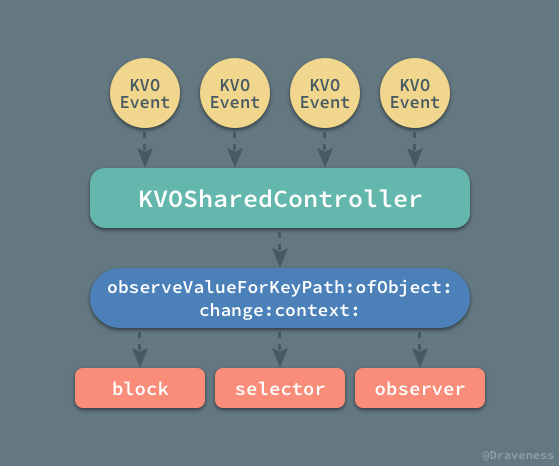 KVO
Event
KVO
Event
KVO
Event
KVO
Event
KVOSharedController
observeValueForKeyPath:ofObject:
change:context:
block
selector
observer
@Draveness